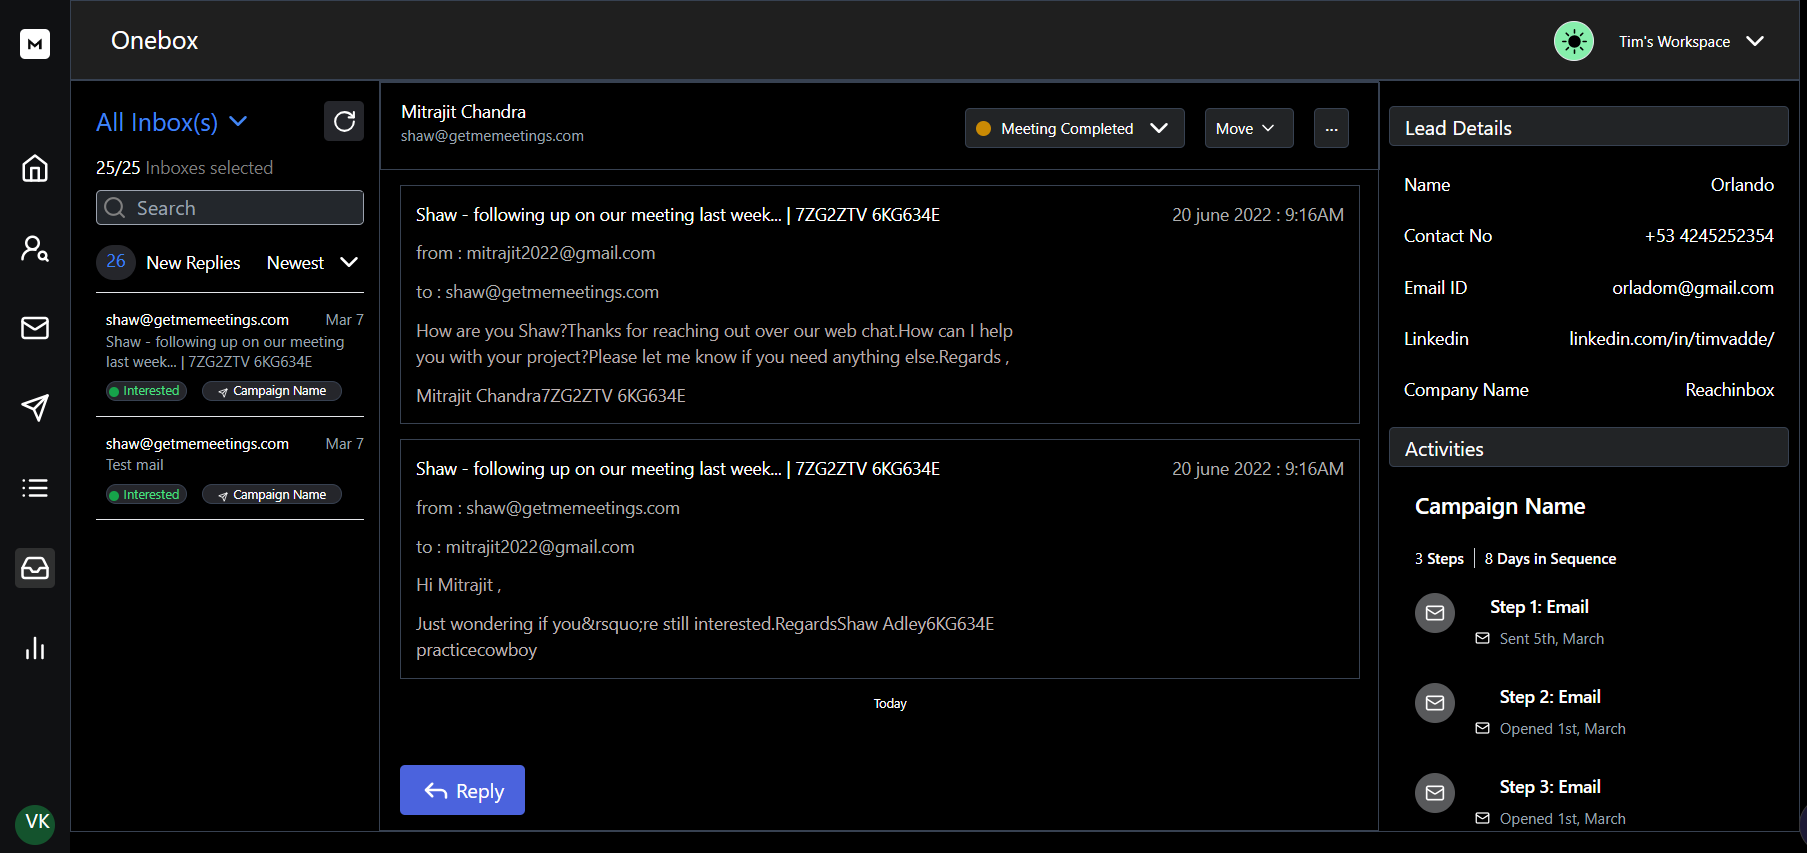 M
Onebox
Tim's Workspace
All Inbox(s)
25/25 Inboxes selected
Search
26 New Replies Newest
shaw@getmemeetings.com Mar 7
Shaw - following up on our meeting
last week... | 7ZG2ZTV 6KG634E
Interested Campaign Name
shaw@getmemeetings.com Mar 7
Test mail
Interested Campaign Name
VK
Mitrajit Chandra
shaw@getmemeetings.com
Meeting Completed Move ...
Shaw - following up on our meeting last week... | 7ZG2ZTV 6KG634E 20 june 2022 : 9:16AM
from : mitrajit2022@gmail.com
to : shaw@getmemeetings.com
How are you Shaw?Thanks for reaching out over our web chat.How can I help
you with your project?Please let me know if you need anything else.Regards ,
Mitrajit Chandra7ZG2ZTV 6KG634E
Shaw - following up on our meeting last week... | 7ZG2ZTV 6KG634E 20 june 2022 : 9:16AM
from : shaw@getmemeetings.com
to : mitrajit2022@gmail.com
Hi Mitrajit ,
Just wondering if you&rsquo;re still interested.RegardsShaw Adley6KG634E
practicecowboy
Today
Reply
Lead Details
Name Orlando
Contact No +53 4245252354
Email ID orladom@gmail.com
Linkedin linkedin.com/in/timvadde/
Company Name Reachinbox
Activities
Campaign Name
3 Steps | 8 Days in Sequence
Step 1: Email
Sent 5th, March
Step 2: Email
Opened 1st, March
Step 3: Email
Opened 1st, March